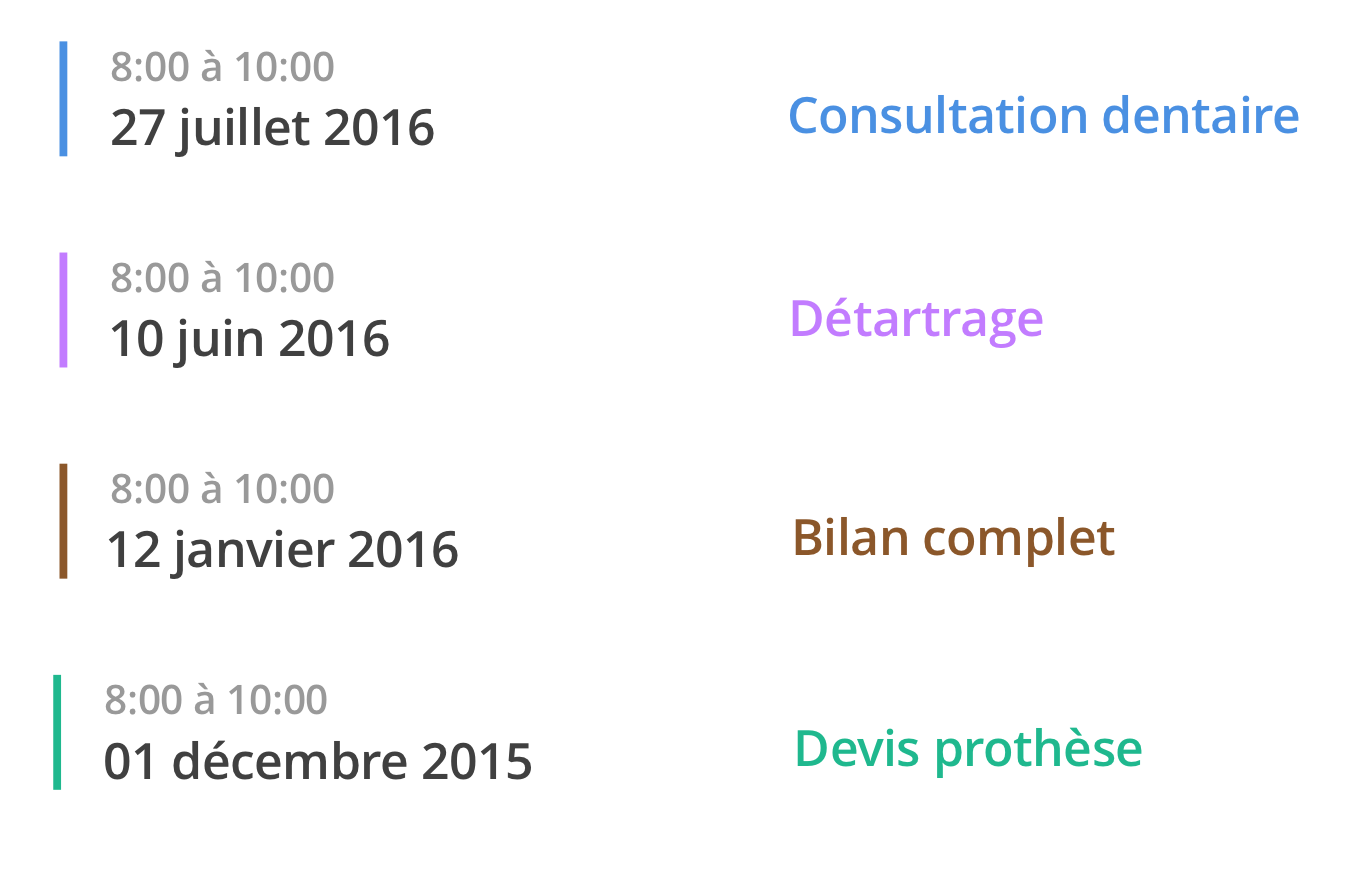 8:00 à 10:00
27 juillet 2016
Consultation dentaire
8:00 à 10:00
10 juin 2016
Détartrage
8:00 à 10:00
12 janvier 2016
Bilan complet
8:00 à 10:00
01 décembre 2015
Devis prothèse